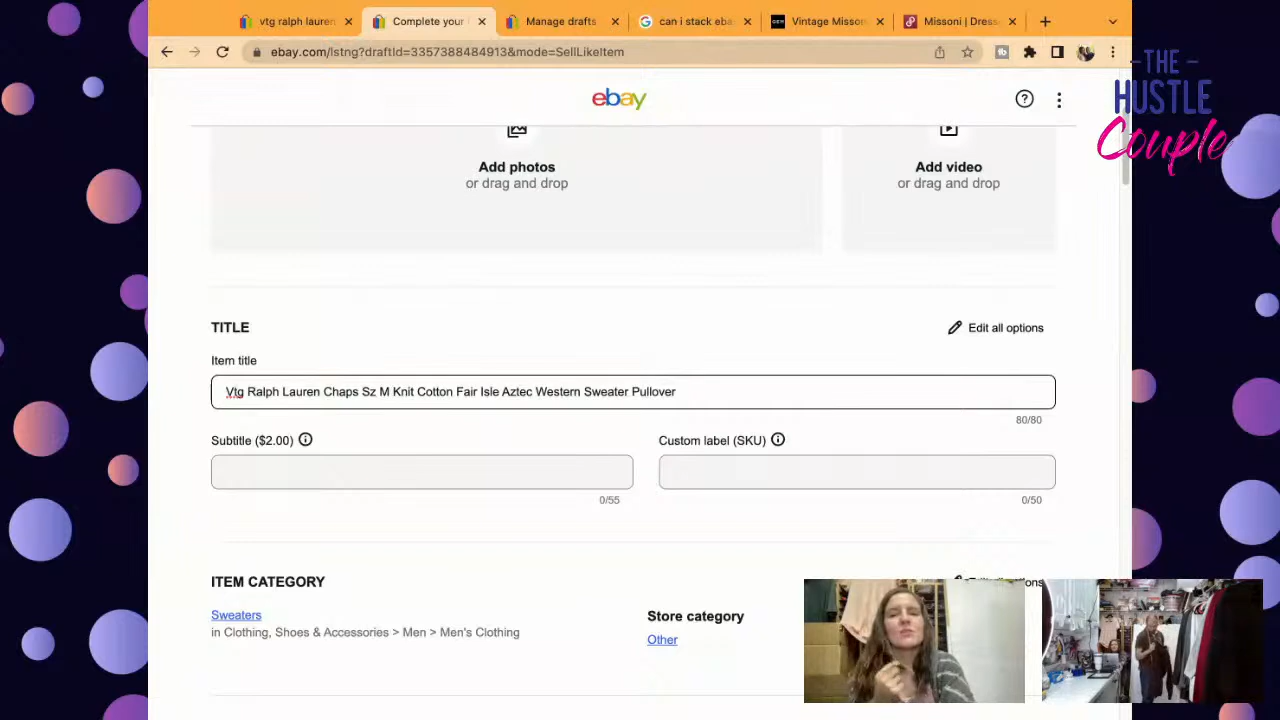 vtg ralph lauren
Complete your
Manage drafts
can i stack eba
Vintage Missoni
Missoni | Dress
ebay.com/lstng?draftId=3357388484913&mode=SellLikeItem
-THE-
HUSTLE
Couple
ebay
Add photos
or drag and drop
Add video
or drag and drop
TITLE
Edit all options
Item title
Vtg Ralph Lauren Chaps Sz M Knit Cotton Fair Isle Aztec Western Sweater Pullover
80/80
Subtitle ($2.00)
Custom label (SKU)
0/55
0/50
ITEM CATEGORY
Sweaters
in Clothing, Shoes & Accessories > Men > Men's Clothing
Store category
Other